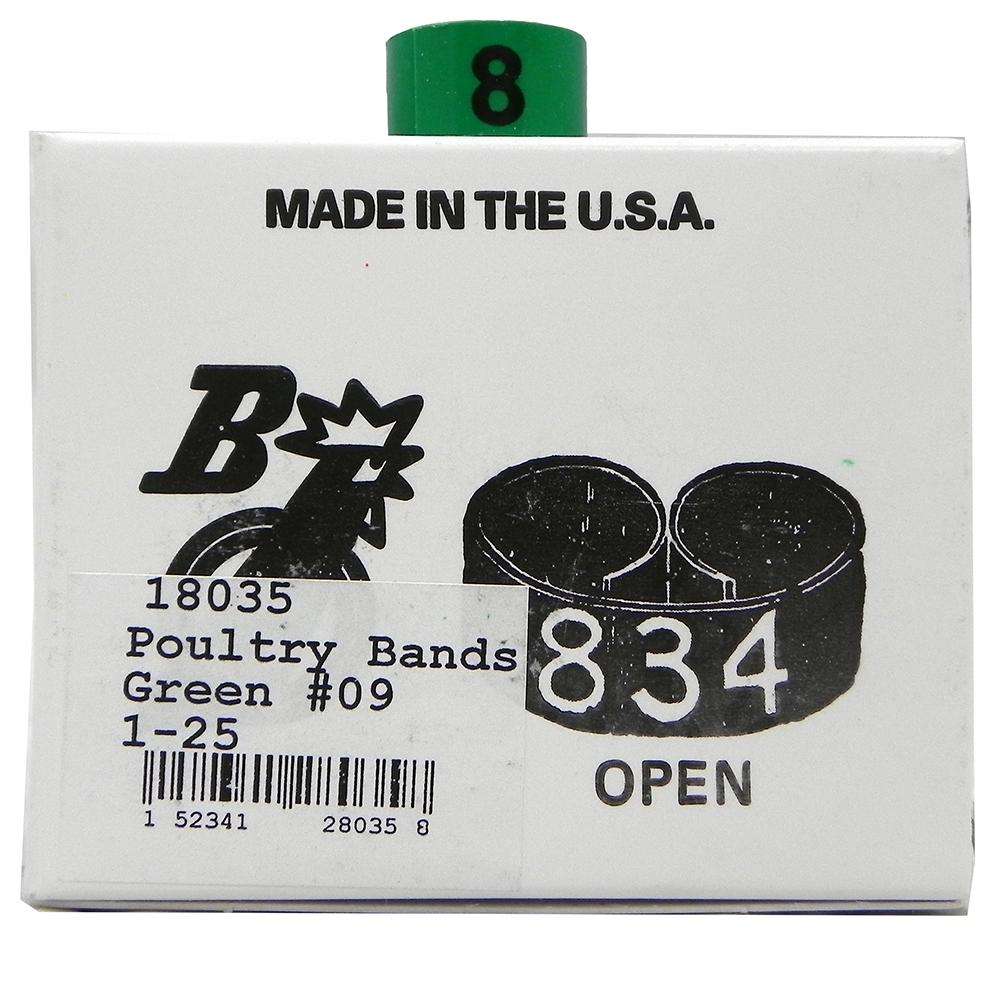 8
MADE IN THE U.S.A.
B
834
18035
Poultry Bands
Green #09
1-25
1 52341 28035 8
OPEN